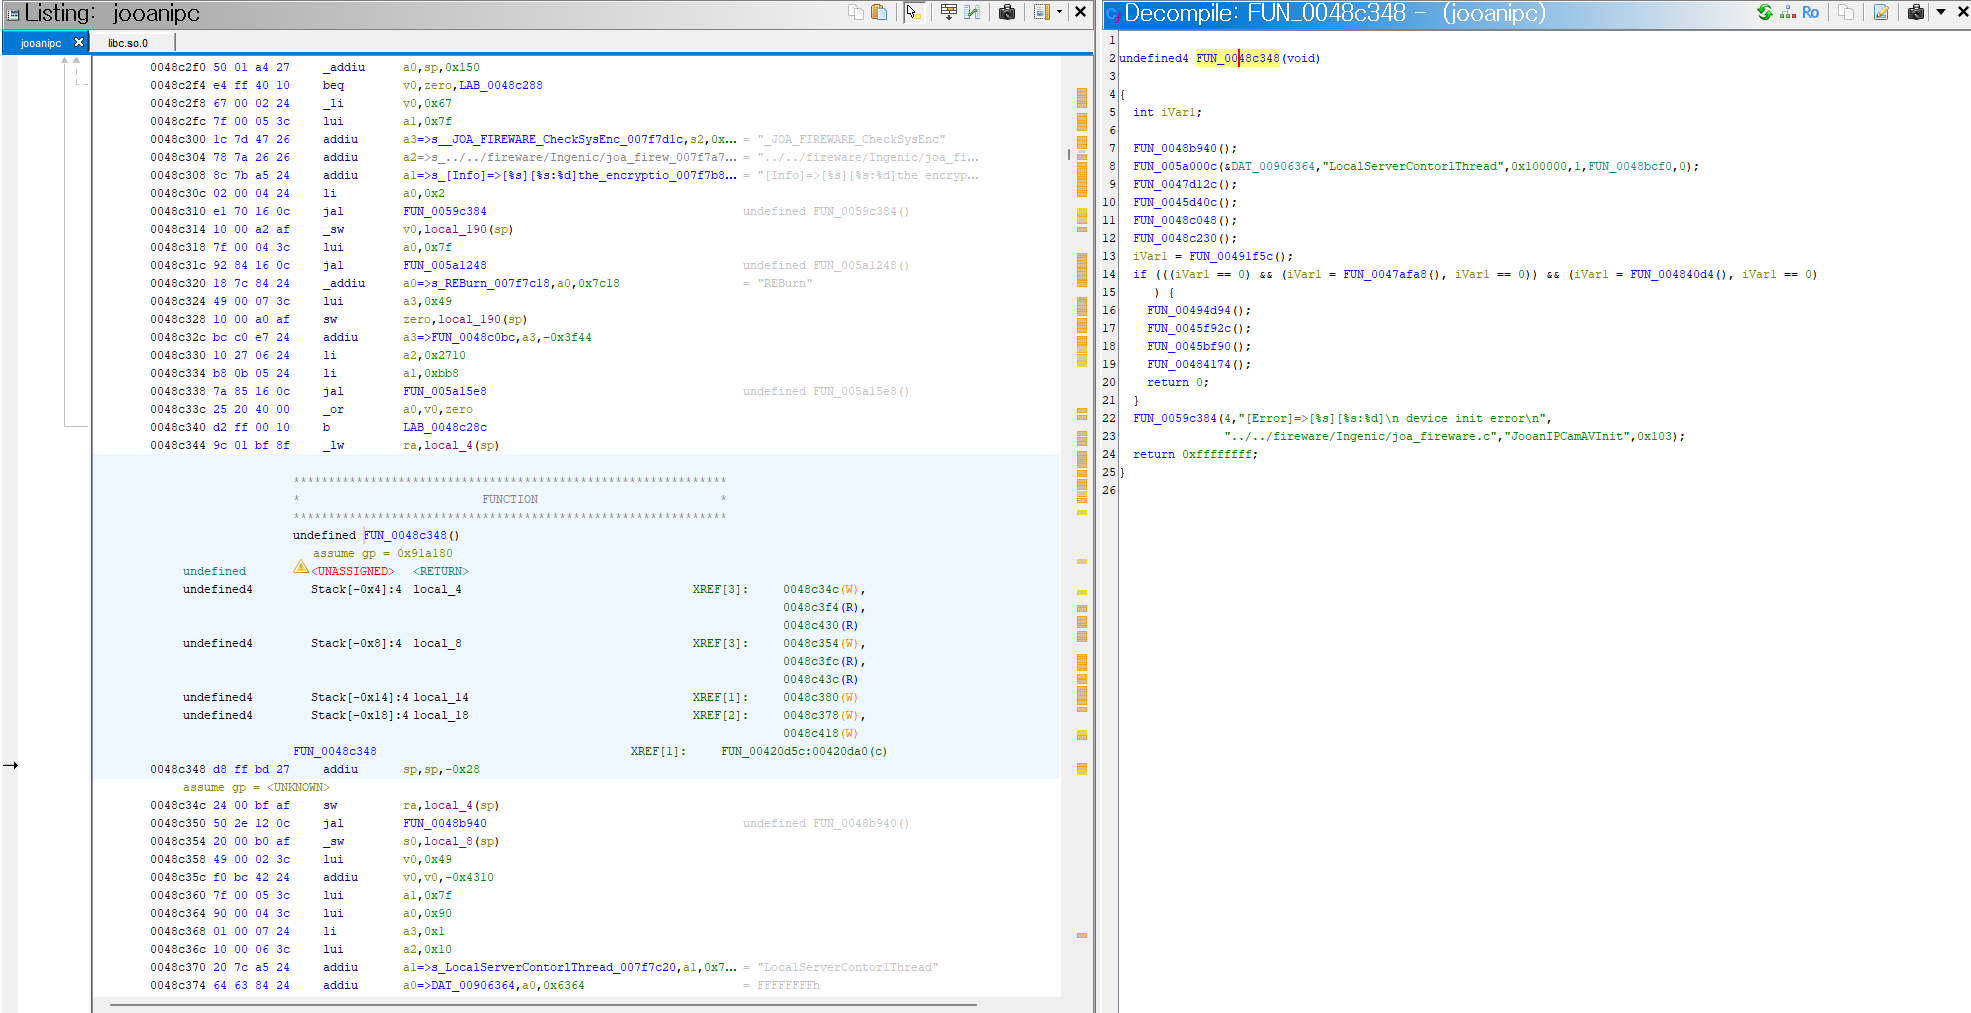 Listing: jooanipc
jooanipc
libc.so.0
0048c2f0 50 01 a4 27 _addiu a0,sp,0x150
0048c2f4 e4 ff 40 10 beq v0,zero,LAB_0048c288
0048c2f8 67 00 02 24 _li v0,0x67
0048c2fc 7f 00 05 3c lui a1,0x7f
0048c300 1c 7d 47 26 addiu a3=>s__JOA_FIREWARE_CheckSysEnc_007f7d1c,s2,0x... = "_JOA_FIREWARE_CheckSysEnc"
0048c304 78 7a 26 26 addiu a2=>s_../../fireware/Ingenic/joa_firew_007f7a7... = "../../fireware/Ingenic/joa_fi...
0048c308 8c 7b a5 24 addiu a1=>s_[Info]=>[%s][%s:%d]the_encryptio_007f7b8... = "[Info]=>[%s][%s:%d]the encryp...
0048c30c 02 00 04 24 li a0,0x2
0048c310 e1 70 16 0c jal FUN_0059c384 undefined FUN_0059c384()
0048c314 10 00 a2 af _sw v0,local_190(sp)
0048c318 7f 00 04 3c lui a0,0x7f
0048c31c 92 84 16 0c jal FUN_005a1248 undefined FUN_005a1248()
0048c320 18 7c 84 24 _addiu a0=>s_REBurn_007f7c18,a0,0x7c18 = "REBurn"
0048c324 49 00 07 3c lui a3,0x49
0048c328 10 00 a0 af sw zero,local_190(sp)
0048c32c bc c0 e7 24 addiu a3=>FUN_0048c0bc,a3,-0x3f44
0048c330 10 27 06 24 li a2,0x2710
0048c334 b8 0b 05 24 li a1,0xbb8
0048c338 7a 85 16 0c jal FUN_005a15e8 undefined FUN_005a15e8()
0048c33c 25 20 40 00 _or a0,v0,zero
0048c340 d2 ff 00 10 b LAB_0048c28c
0048c344 9c 01 bf 8f _lw ra,local_4(sp)
**************************************************************
* FUNCTION *
**************************************************************
undefined FUN_0048c348()
assume gp = 0x91a180
undefined <UNASSIGNED> <RETURN>
undefined4 Stack[-0x4]:4 local_4 XREF[3]: 0048c34c(W),
0048c3f4(R),
0048c430(R)
undefined4 Stack[-0x8]:4 local_8 XREF[3]: 0048c354(W),
0048c3fc(R),
0048c43c(R)
undefined4 Stack[-0x14]:4 local_14 XREF[1]: 0048c380(W)
undefined4 Stack[-0x18]:4 local_18 XREF[2]: 0048c378(W),
0048c418(W)
FUN_0048c348 XREF[1]: FUN_00420d5c:00420da0(c)
0048c348 d8 ff bd 27 addiu sp,sp,-0x28
assume gp = <UNKNOWN>
0048c34c 24 00 bf af sw ra,local_4(sp)
0048c350 50 2e 12 0c jal FUN_0048b940 undefined FUN_0048b940()
0048c354 20 00 b0 af _sw s0,local_8(sp)
0048c358 49 00 02 3c lui v0,0x49
0048c35c f0 bc 42 24 addiu v0,v0,-0x4310
0048c360 7f 00 05 3c lui a1,0x7f
0048c364 90 00 04 3c lui a0,0x90
0048c368 01 00 07 24 li a3,0x1
0048c36c 10 00 06 3c lui a2,0x10
0048c370 20 7c a5 24 addiu a1=>s_LocalServerContorlThread_007f7c20,a1,0x7... = "LocalServerContorlThread"
0048c374 64 63 84 24 addiu a0=>DAT_00906364,a0,0x6364 = FFFFFFFFh
Decompile: FUN_0048c348 - (jooanipc)
Ro
1
2 undefined4 FUN_0048c348(void)
3
4 {
5 int iVar1;
6
7 FUN_0048b940();
8 FUN_005a000c(&DAT_00906364,"LocalServerContorlThread",0x100000,1,FUN_0048bcf0,0);
9 FUN_0047d12c();
10 FUN_0045d40c();
11 FUN_0048c048();
12 FUN_0048c230();
13 iVar1 = FUN_00491f5c();
14 if (((iVar1 == 0) && (iVar1 = FUN_0047afa8(), iVar1 == 0)) && (iVar1 = FUN_004840d4(), iVar1 == 0)
15 ) {
16 FUN_00494d94();
17 FUN_0045f92c();
18 FUN_0045bf90();
19 FUN_00484174();
20 return 0;
21 }
22 FUN_0059c384(4,"[Error]=>[%s][%s:%d]\n device init error\n",
23 "../../fireware/Ingenic/joa_fireware.c","JooanIPCamAVInit",0x103);
24 return 0xffffffff;
25 }
26